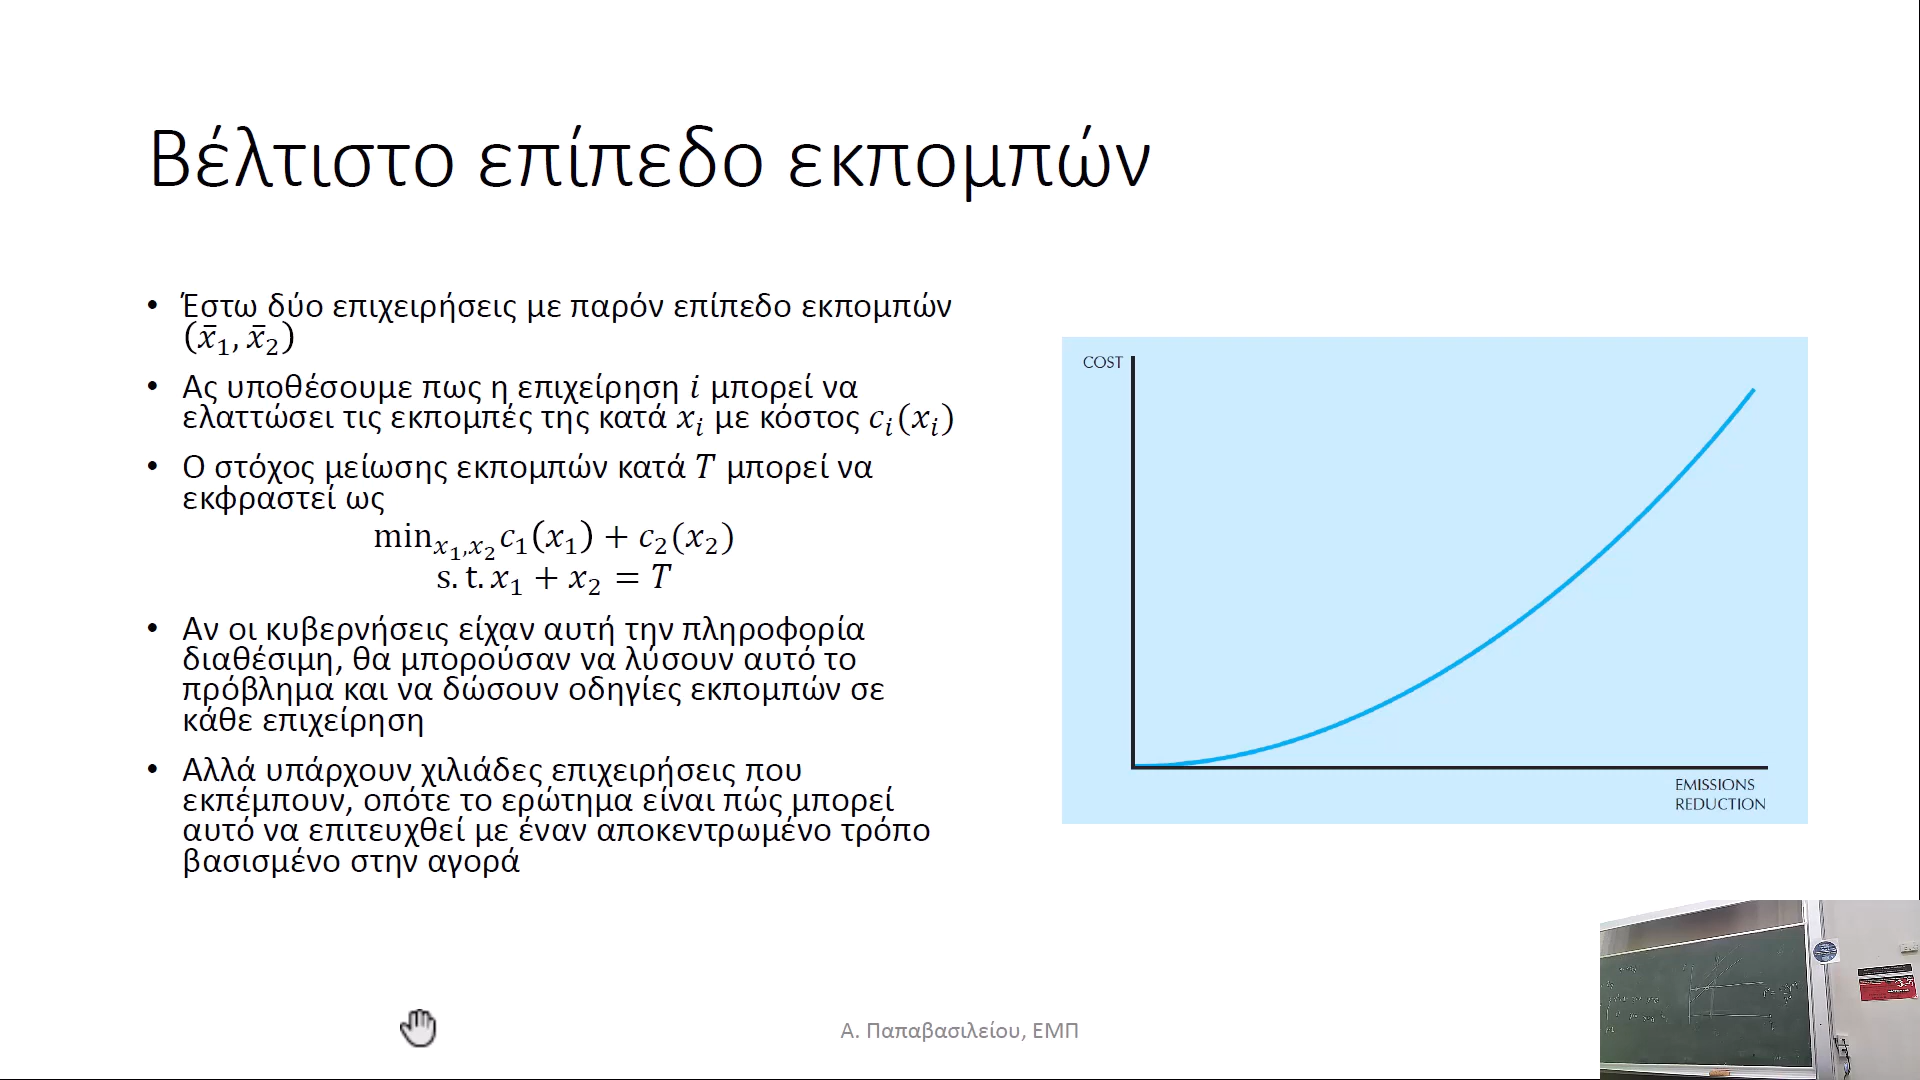 Βέλτιστο επίπεδο εκπομπών
• Έστω δύο επιχειρήσεις με παρόν επίπεδο εκπομπών
(x̄₁, x̄₂)
• Ας υποθέσουμε πως η επιχείρηση i μπορεί να
ελαττώσει τις εκπομπές της κατά xᵢ με κόστος cᵢ(xᵢ)
• Ο στόχος μείωσης εκπομπών κατά T μπορεί να
εκφραστεί ως
min_{x₁,x₂} c₁(x₁) + c₂(x₂)
s. t. x₁ + x₂ = T
• Αν οι κυβερνήσεις είχαν αυτή την πληροφορία
διαθέσιμη, θα μπορούσαν να λύσουν αυτό το
πρόβλημα και να δώσουν οδηγίες εκπομπών σε
κάθε επιχείρηση
• Αλλά υπάρχουν χιλιάδες επιχειρήσεις που
εκπέμπουν, οπότε το ερώτημα είναι πώς μπορεί
αυτό να επιτευχθεί με έναν αποκεντρωμένο τρόπο
βασισμένο στην αγορά
COST
EMISSIONS
REDUCTION
Α. Παπαβασιλείου, ΕΜΠ